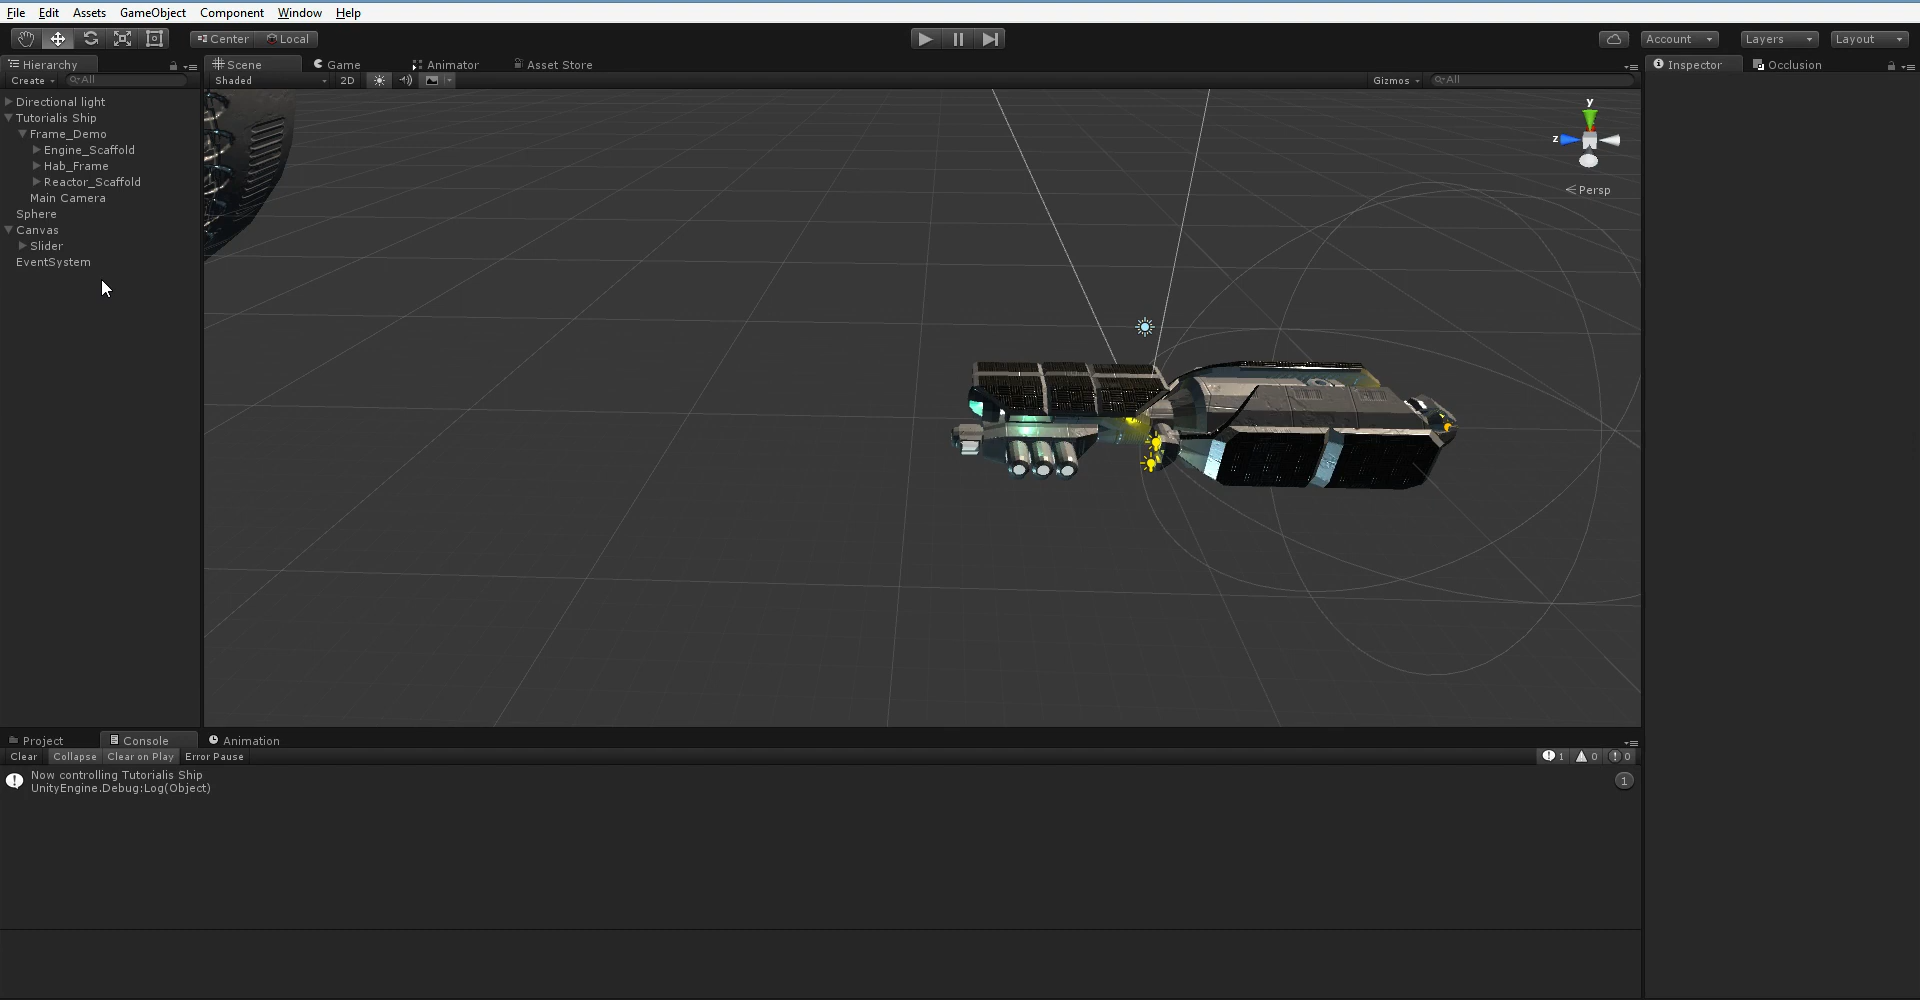 File Edit Assets GameObject Component Window Help
Center Local Account Layers Layout
Hierarchy
Create All
Directional light
Tutorialis Ship
Frame_Demo
Engine_Scaffold
Hab_Frame
Reactor_Scaffold
Main Camera
Sphere
Canvas
Slider
EventSystem
Scene Game Animator Asset Store
Shaded 2D Gizmos All
y
z
Persp
Inspector Occlusion
Project Console Animation
Clear Collapse Clear on Play Error Pause 1 0 0
Now controlling Tutorialis Ship 1
UnityEngine.Debug:Log(Object)